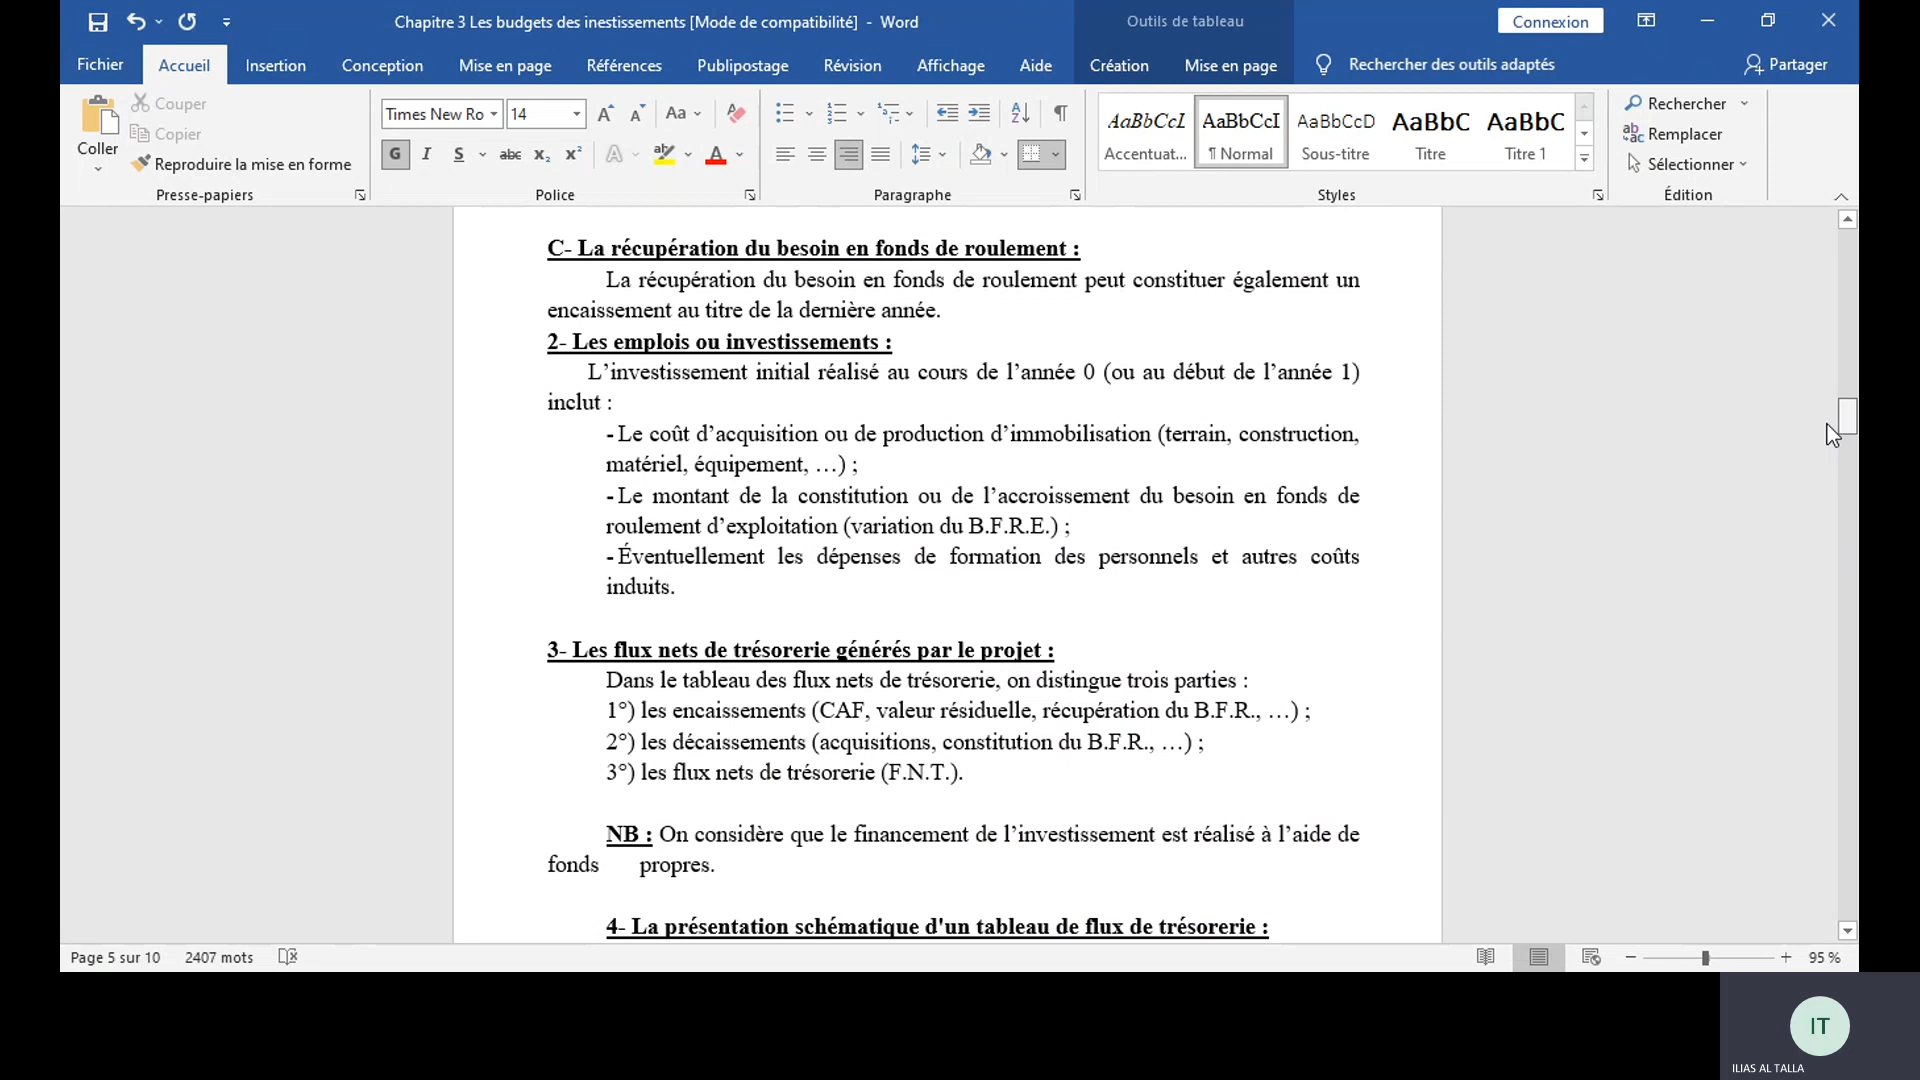 Chapitre 3 Les budgets des inestissements [Mode de compatibilité] - Word
Outils de tableau
Connexion
Fichier Accueil Insertion Conception Mise en page Références Publipostage Révision Affichage Aide Création Mise en page Rechercher des outils adaptés Partager
Coller
Couper
Copier
Reproduire la mise en forme
Presse-papiers
Times New Ro 14
G I S abc x₂ x² A A
Aa
Police
Paragraphe
AaBbCcI AaBbCcI AaBbCcD AaBbC AaBbC
Accentuat... ¶ Normal Sous-titre Titre Titre 1
Styles
Rechercher
Remplacer
Sélectionner
Édition
C- La récupération du besoin en fonds de roulement :
La récupération du besoin en fonds de roulement peut constituer également un
encaissement au titre de la dernière année.
2- Les emplois ou investissements :
L’investissement initial réalisé au cours de l’année 0 (ou au début de l’année 1)
inclut :
- Le coût d’acquisition ou de production d’immobilisation (terrain, construction,
matériel, équipement, …) ;
- Le montant de la constitution ou de l’accroissement du besoin en fonds de
roulement d’exploitation (variation du B.F.R.E.) ;
- Éventuellement les dépenses de formation des personnels et autres coûts
induits.
3- Les flux nets de trésorerie générés par le projet :
Dans le tableau des flux nets de trésorerie, on distingue trois parties :
1°) les encaissements (CAF, valeur résiduelle, récupération du B.F.R., …) ;
2°) les décaissements (acquisitions, constitution du B.F.R., …) ;
3°) les flux nets de trésorerie (F.N.T.).
NB : On considère que le financement de l’investissement est réalisé à l’aide de
fonds propres.
4- La présentation schématique d'un tableau de flux de trésorerie :
Page 5 sur 10 2407 mots
95 %
IT
ILIAS AL TALLA